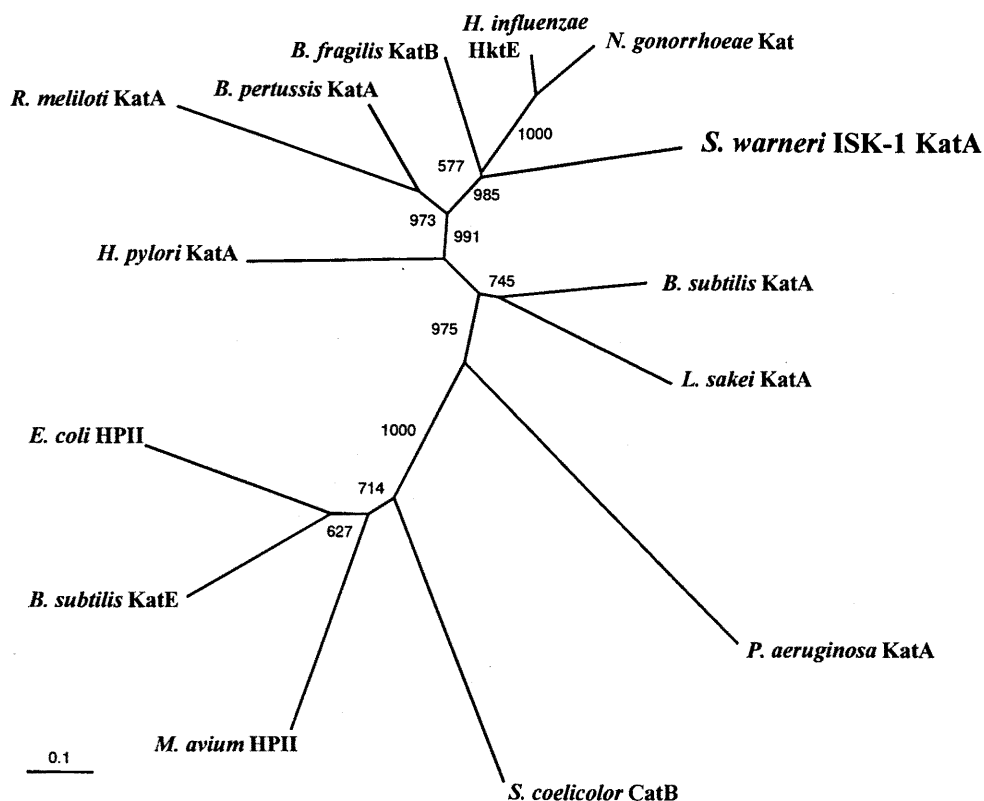 H. influenzae
HktE
N. gonorrhoeae Kat
B. fragilis KatB
B. pertussis KatA
R. meliloti KatA
1000
S. warneri ISK-1 KatA
577
985
973
991
H. pylori KatA
745
B. subtilis KatA
975
L. sakei KatA
E. coli HPII
1000
714
627
B. subtilis KatE
P. aeruginosa KatA
M. avium HPII
0.1
S. coelicolor CatB